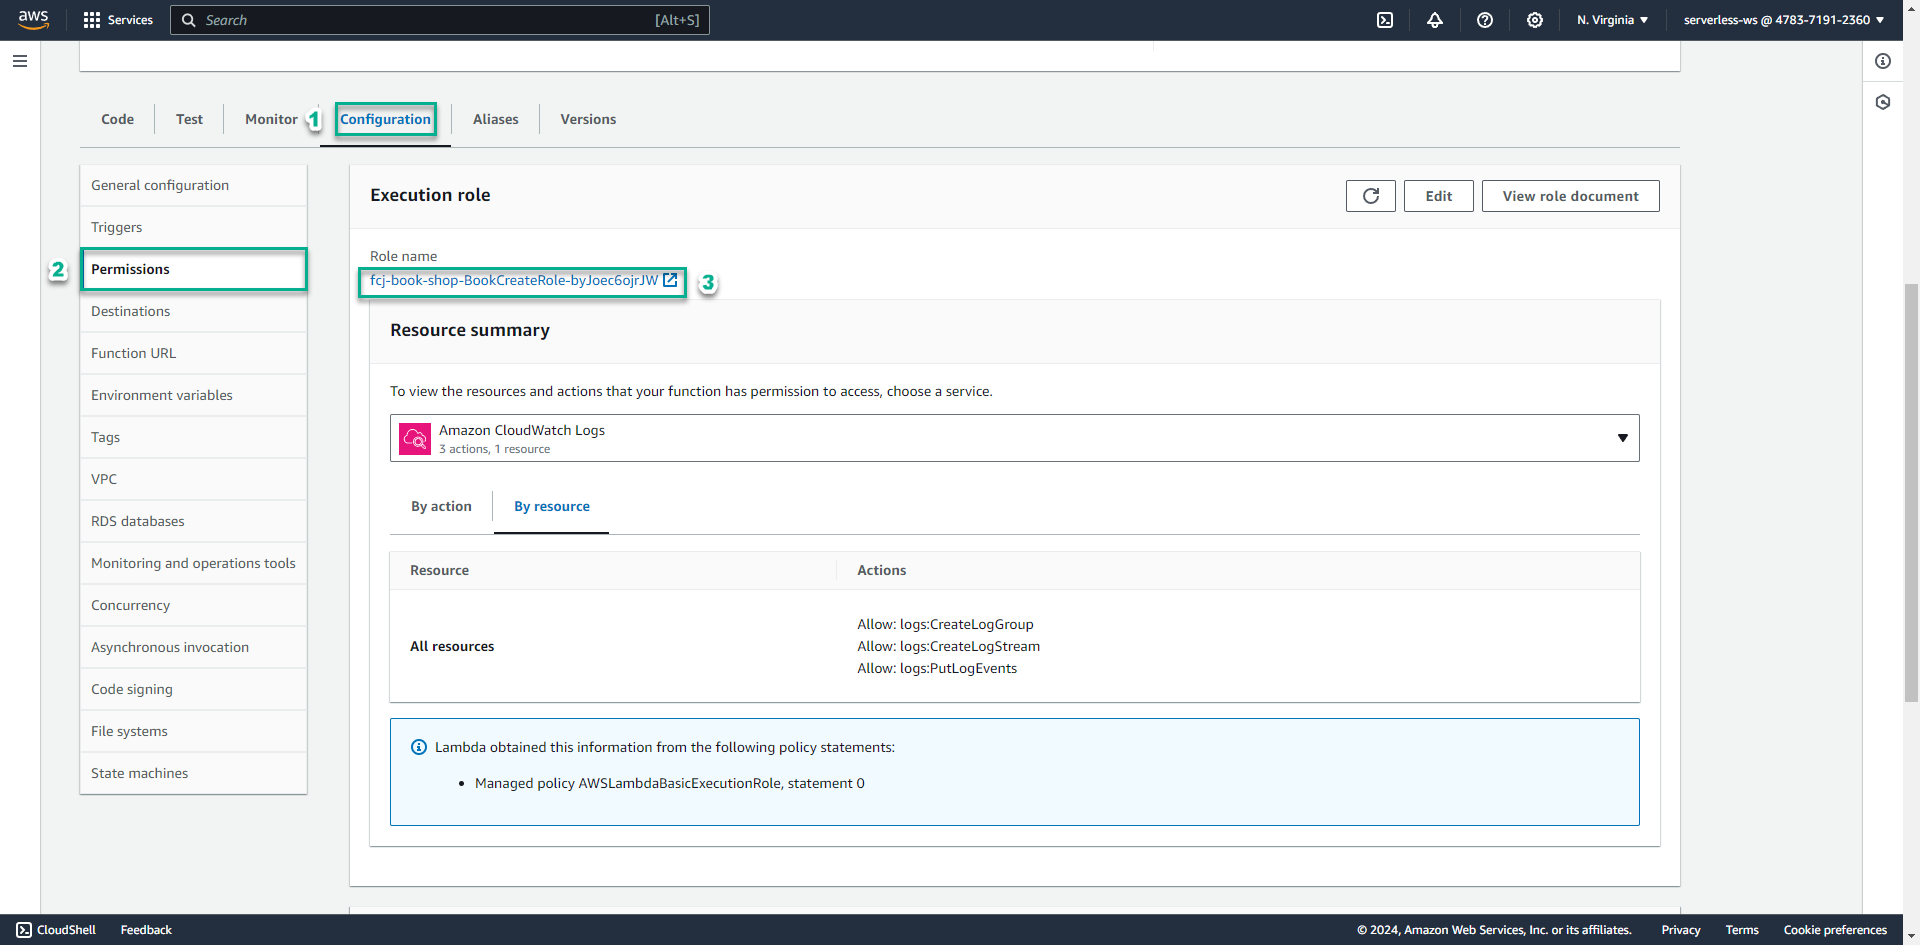 aws
Services
Search
[Alt+S]
N. Virginia
serverless-ws @ 4783-7191-2360
Code
Test
Monitor
1
Configuration
Aliases
Versions
General configuration
Triggers
2
Permissions
Destinations
Function URL
Environment variables
Tags
VPC
RDS databases
Monitoring and operations tools
Concurrency
Asynchronous invocation
Code signing
File systems
State machines
Execution role
Edit
View role document
Role name
fcj-book-shop-BookCreateRole-byJoec6ojrJW
3
Resource summary
To view the resources and actions that your function has permission to access, choose a service.
Amazon CloudWatch Logs
3 actions, 1 resource
By action
By resource
Resource
Actions
All resources
Allow: logs:CreateLogGroup
Allow: logs:CreateLogStream
Allow: logs:PutLogEvents
Lambda obtained this information from the following policy statements:
• Managed policy AWSLambdaBasicExecutionRole, statement 0
CloudShell
Feedback
© 2024, Amazon Web Services, Inc. or its affiliates.
Privacy
Terms
Cookie preferences